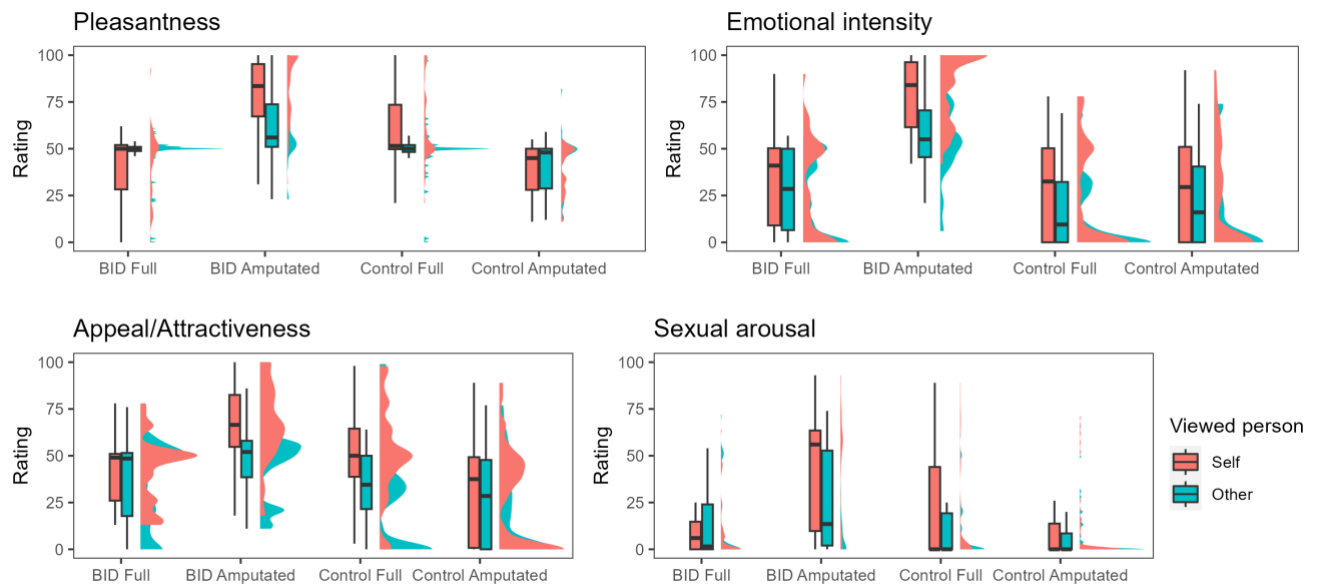 Pleasantness
Rating
100
75
50
25
0
BID Full BID Amputated Control Full Control Amputated
Emotional intensity
Rating
100
75
50
25
0
BID Full BID Amputated Control Full Control Amputated
Appeal/Attractiveness
Rating
100
75
50
25
0
BID Full BID Amputated Control Full Control Amputated
Sexual arousal
Rating
100
75
50
25
0
BID Full BID Amputated Control Full Control Amputated
Viewed person
Self
Other